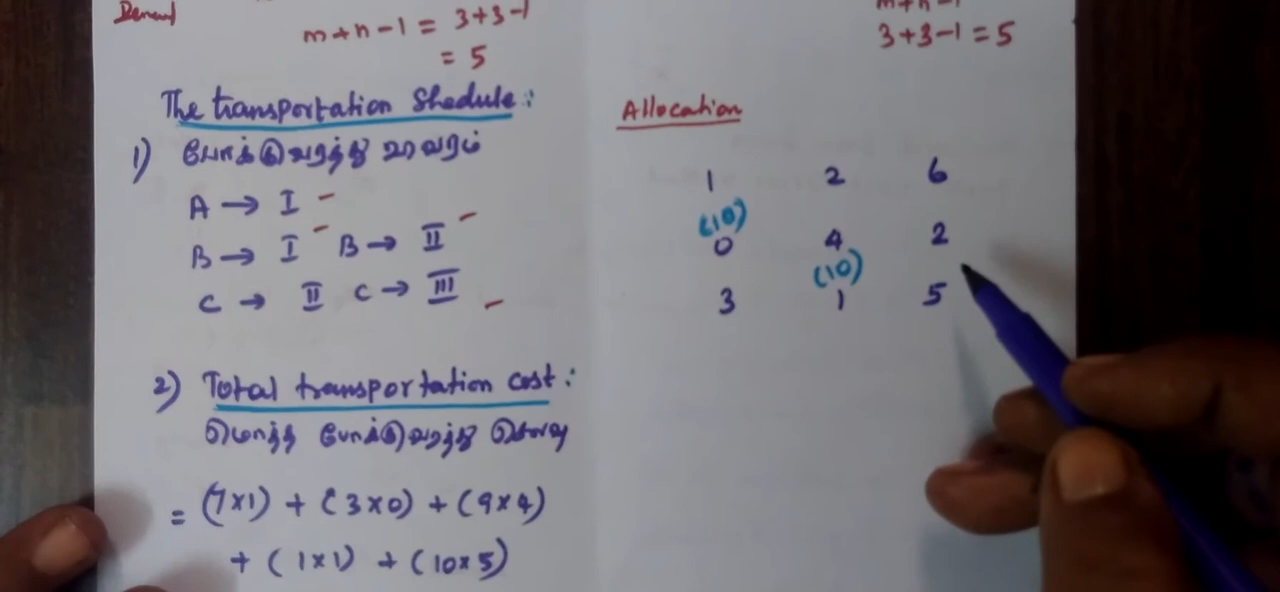 Demand
m+n-1 = 3+3-1
= 5
The transportation Shedule:
1) போக்குவரத்து விவரம்
A → I -
B → I - B → II -
C → II C → III -
2) Total transportation cost:
மொத்த போக்குவரத்து செலவு
= (7×1) + (3×0) + (9×4)
+ (1×1) + (10×5)
m+n-1
3+3-1 = 5
Allocation
1 2 6
(10)
0 4 2
(10)
3 1 5